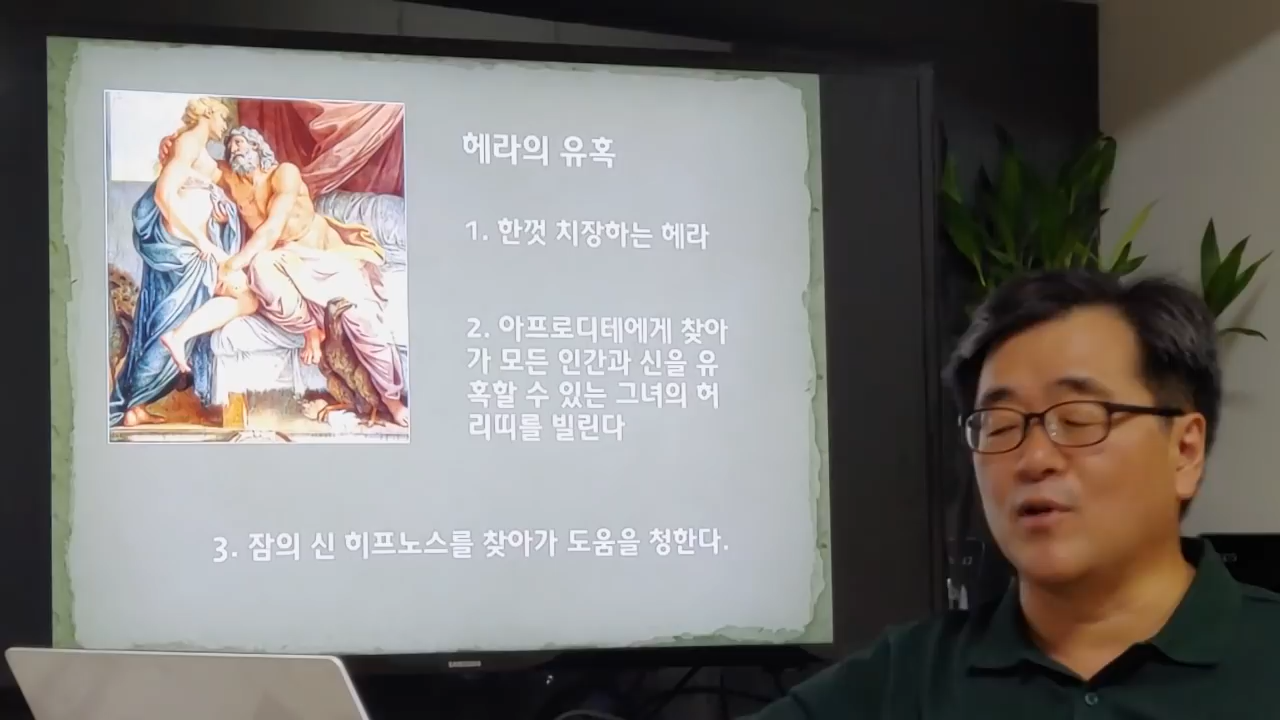 헤라의 유혹
1. 한껏 치장하는 헤라
2. 아프로디테에게 찾아
가 모든 인간과 신을 유
혹할 수 있는 그녀의 허
리띠를 빌린다
3. 잠의 신 히프노스를 찾아가 도움을 청한다.